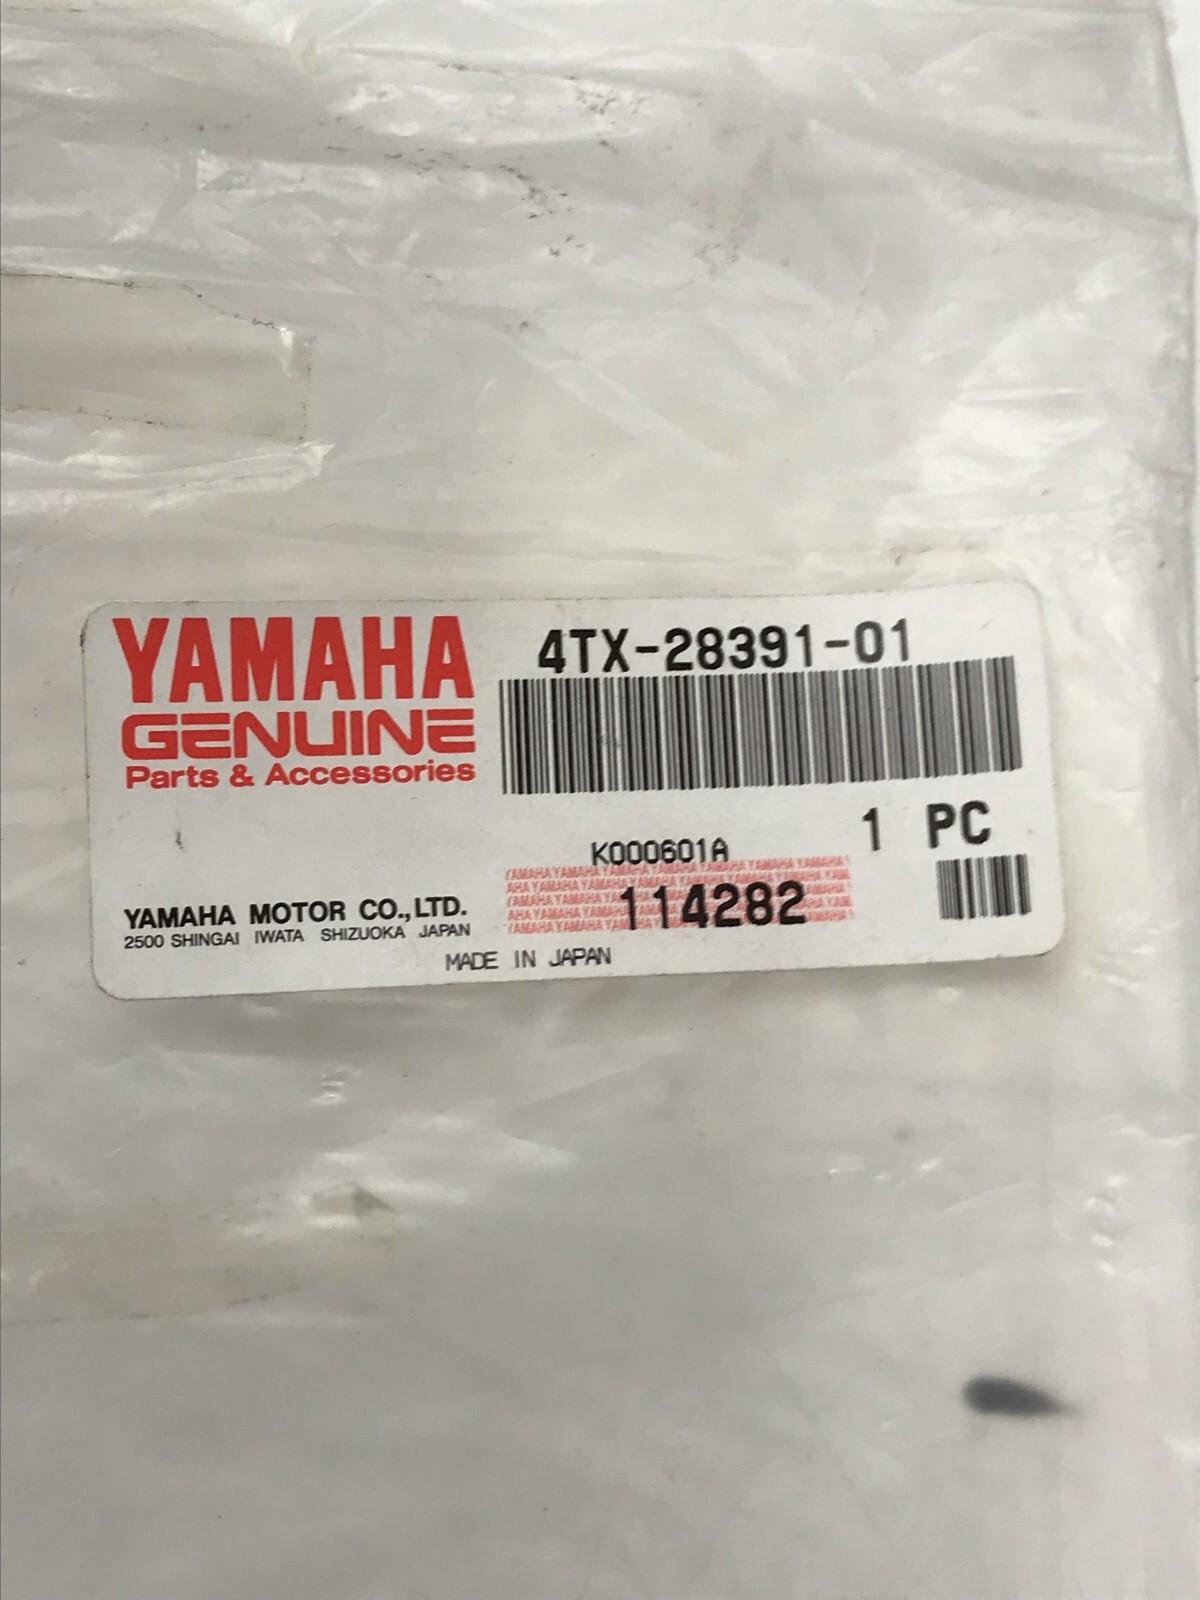 YAMAHA
GENUINE
Parts & Accessories
4TX-28391-01
1 PC
K000601A
114282
YAMAHA MOTOR CO.,LTD.
2500 SHINGAI IWATA SHIZUOKA JAPAN
MADE IN JAPAN